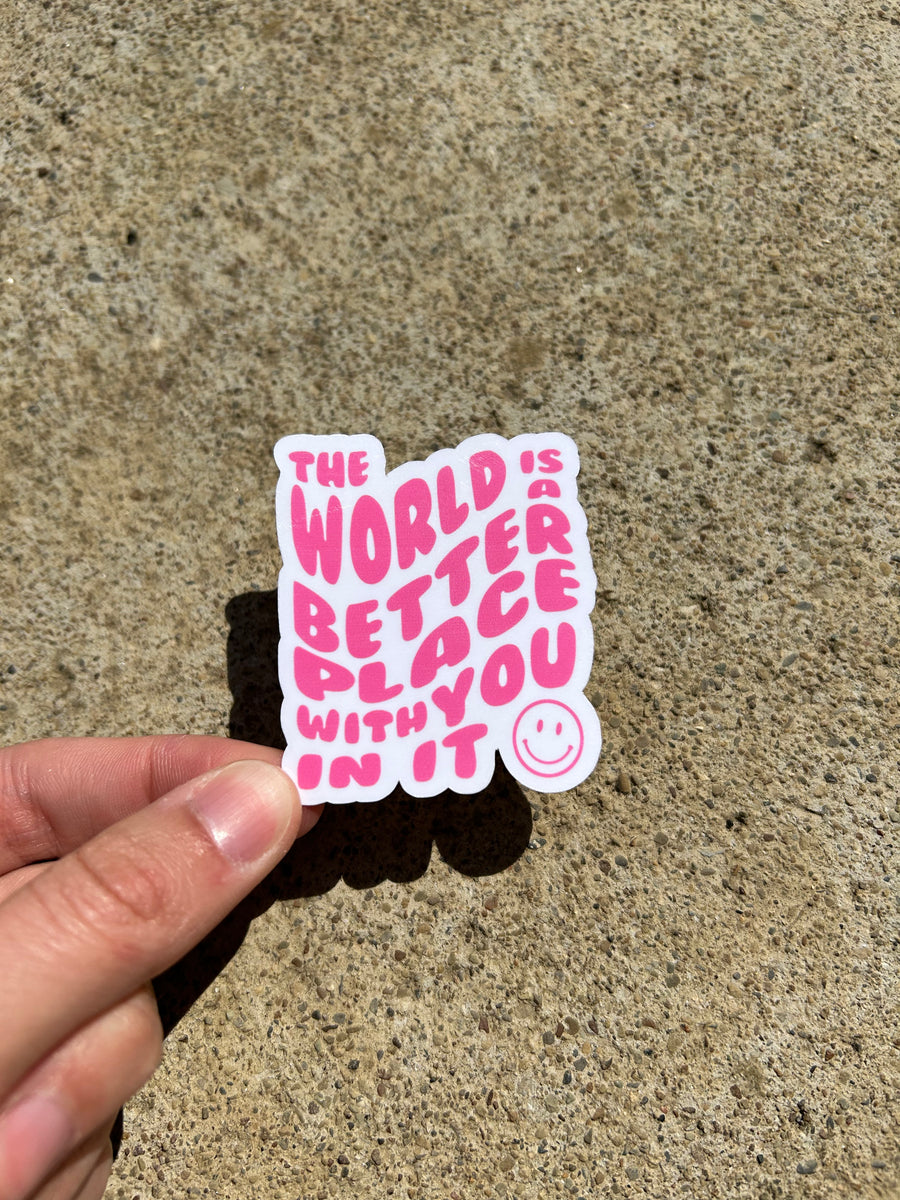 THE
WORLD IS
A
BETTER
PLACE
WITH YOU
IN IT